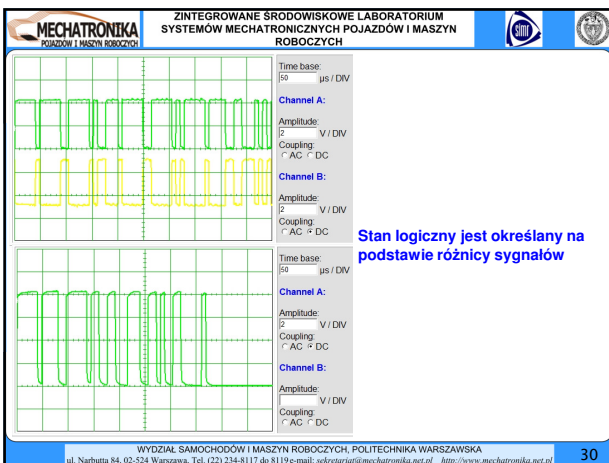 MECHATRONIKA
POJAZDÓW I MASZYN ROBOCZYCH
ZINTEGROWANE ŚRODOWISKOWE LABORATORIUM
SYSTEMÓW MECHATRONICZNYCH POJAZDÓW I MASZYN
ROBOCZYCH
simr
Time base:
50 µs / DIV
Channel A:
Amplitude:
2 V / DIV
Coupling:
AC DC
Channel B:
Amplitude:
2 V / DIV
Coupling:
AC DC
Stan logiczny jest określany na
podstawie różnicy sygnałów
Time base:
50 µs / DIV
Channel A:
Amplitude:
2 V / DIV
Coupling:
AC DC
Channel B:
Amplitude:
V / DIV
Coupling:
AC DC
WYDZIAŁ SAMOCHODÓW I MASZYN ROBOCZYCH, POLITECHNIKA WARSZAWSKA
ul. Narbutta 84, 02-524 Warszawa, Tel. (22) 234-8117 do 8119 e-mail: sekretariat@mechatronika.net.pl http://www.mechatronika.net.pl
30